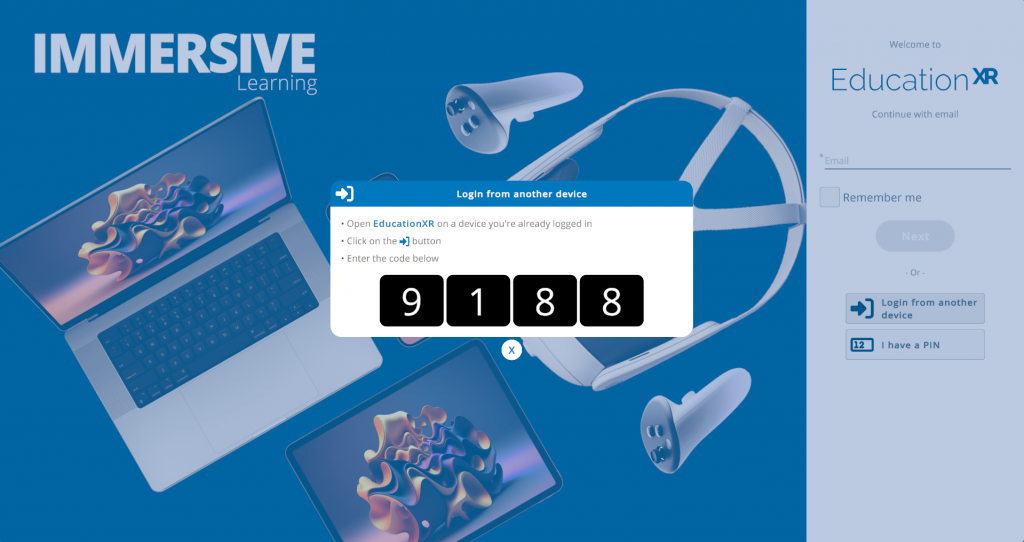 IMMERSIVE
Learning
Welcome to
EducationXR
Continue with email
* Email
Remember me
Next
- Or -
Login from another
device
12 I have a PIN
Login from another device
• Open EducationXR on a device you're already logged in
• Click on the button
• Enter the code below
9 1 8 8
X